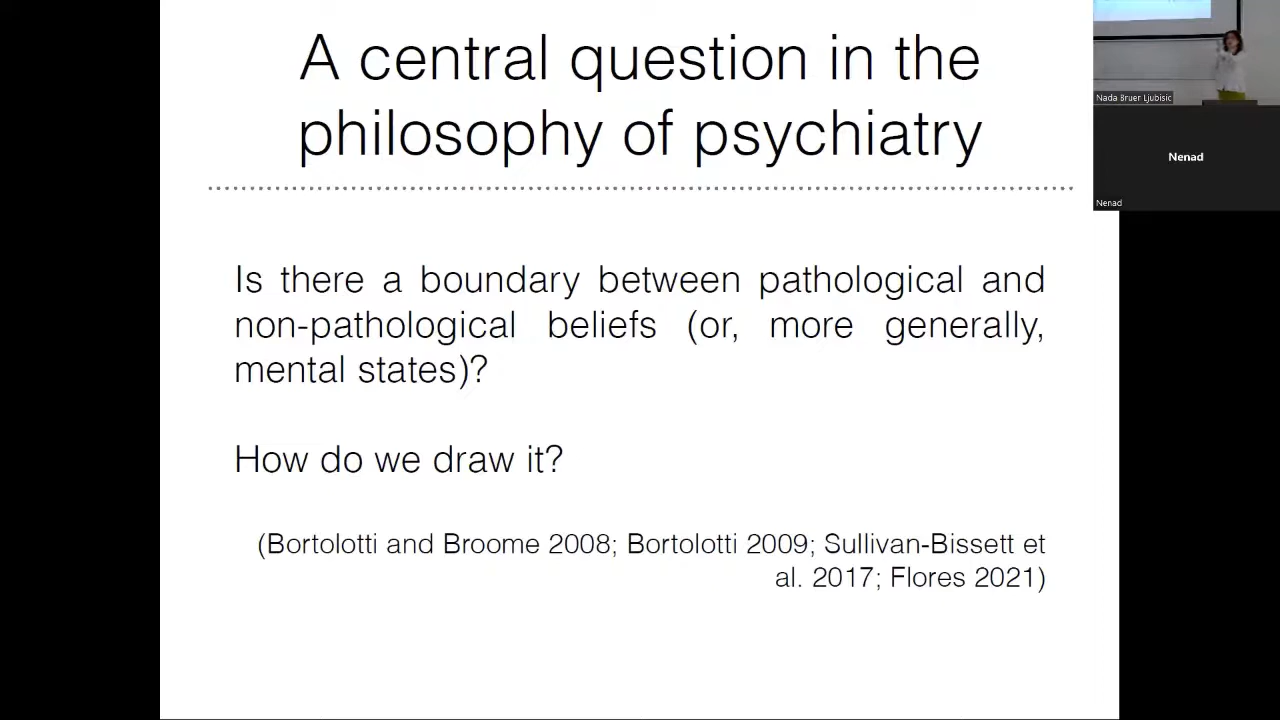 A central question in the
philosophy of psychiatry
Is there a boundary between pathological and
non-pathological beliefs (or, more generally,
mental states)?
How do we draw it?
(Bortolotti and Broome 2008; Bortolotti 2009; Sullivan-Bissett et
al. 2017; Flores 2021)
Nada Bruer Ljubisic
Nenad
Nenad